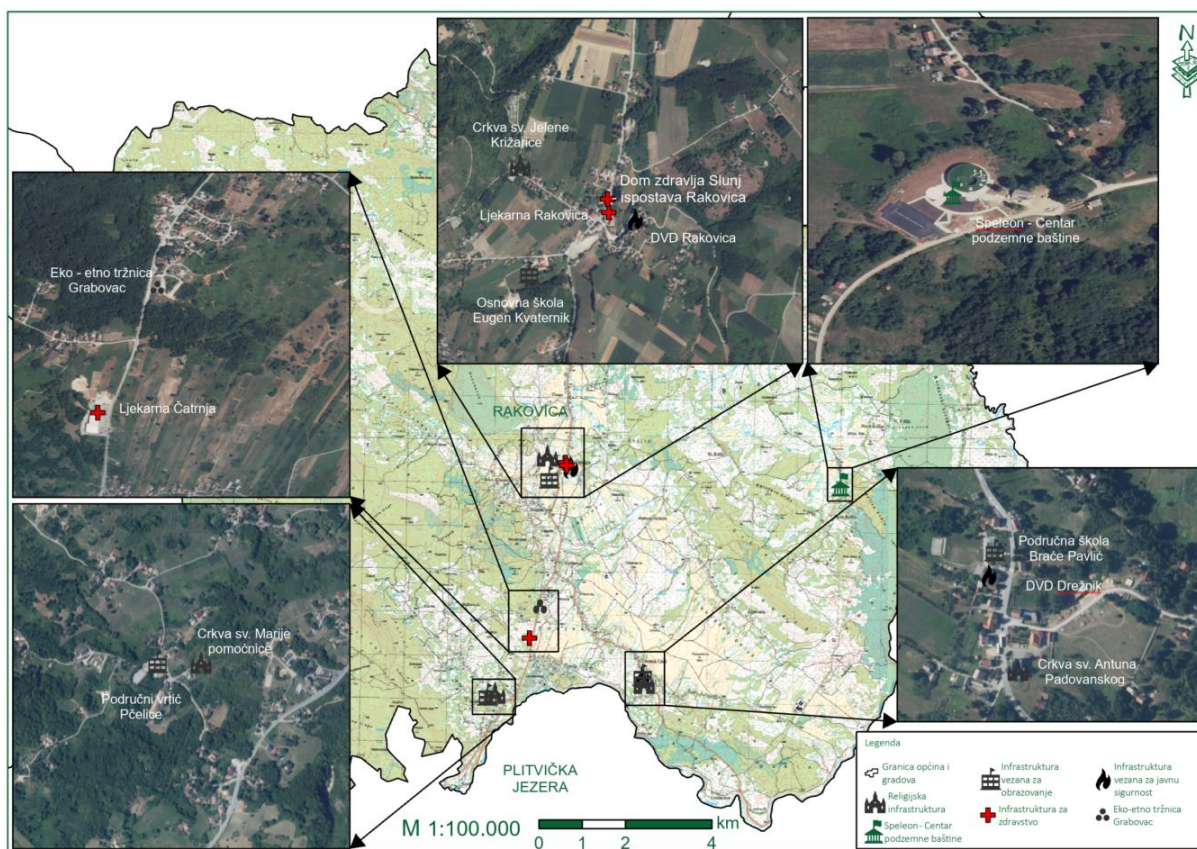 N
Crkva sv. Jelene
Križarice
Dom zdravlja Slunj
ispostava Rakovica
Ljekarna Rakovica
DVD Rakovica
Osnovna škola
Eugen Kvaternik
Speleon - Centar
podzemne baštine
Eko - etno tržnica
Grabovac
Ljekarna Čatrnja
RAKOVICA
Područna škola
Braće Pavlić
DVD Drežnik
Crkva sv. Antuna
Padovanskog
Crkva sv. Marije
pomoćnice
Područni vrtić
Pčelice
PLITVIČKA
JEZERA
M 1:100.000
km
0 1 2 4
Legenda
Granica općina i
gradova
Religijska
infrastruktura
Speleon - Centar
podzemne baštine
Infrastruktura
vezana za
obrazovanje
Infrastruktura za
zdravstvo
Infrastruktura
vezana za javnu
sigurnost
Eko-etno tržnica
Grabovac